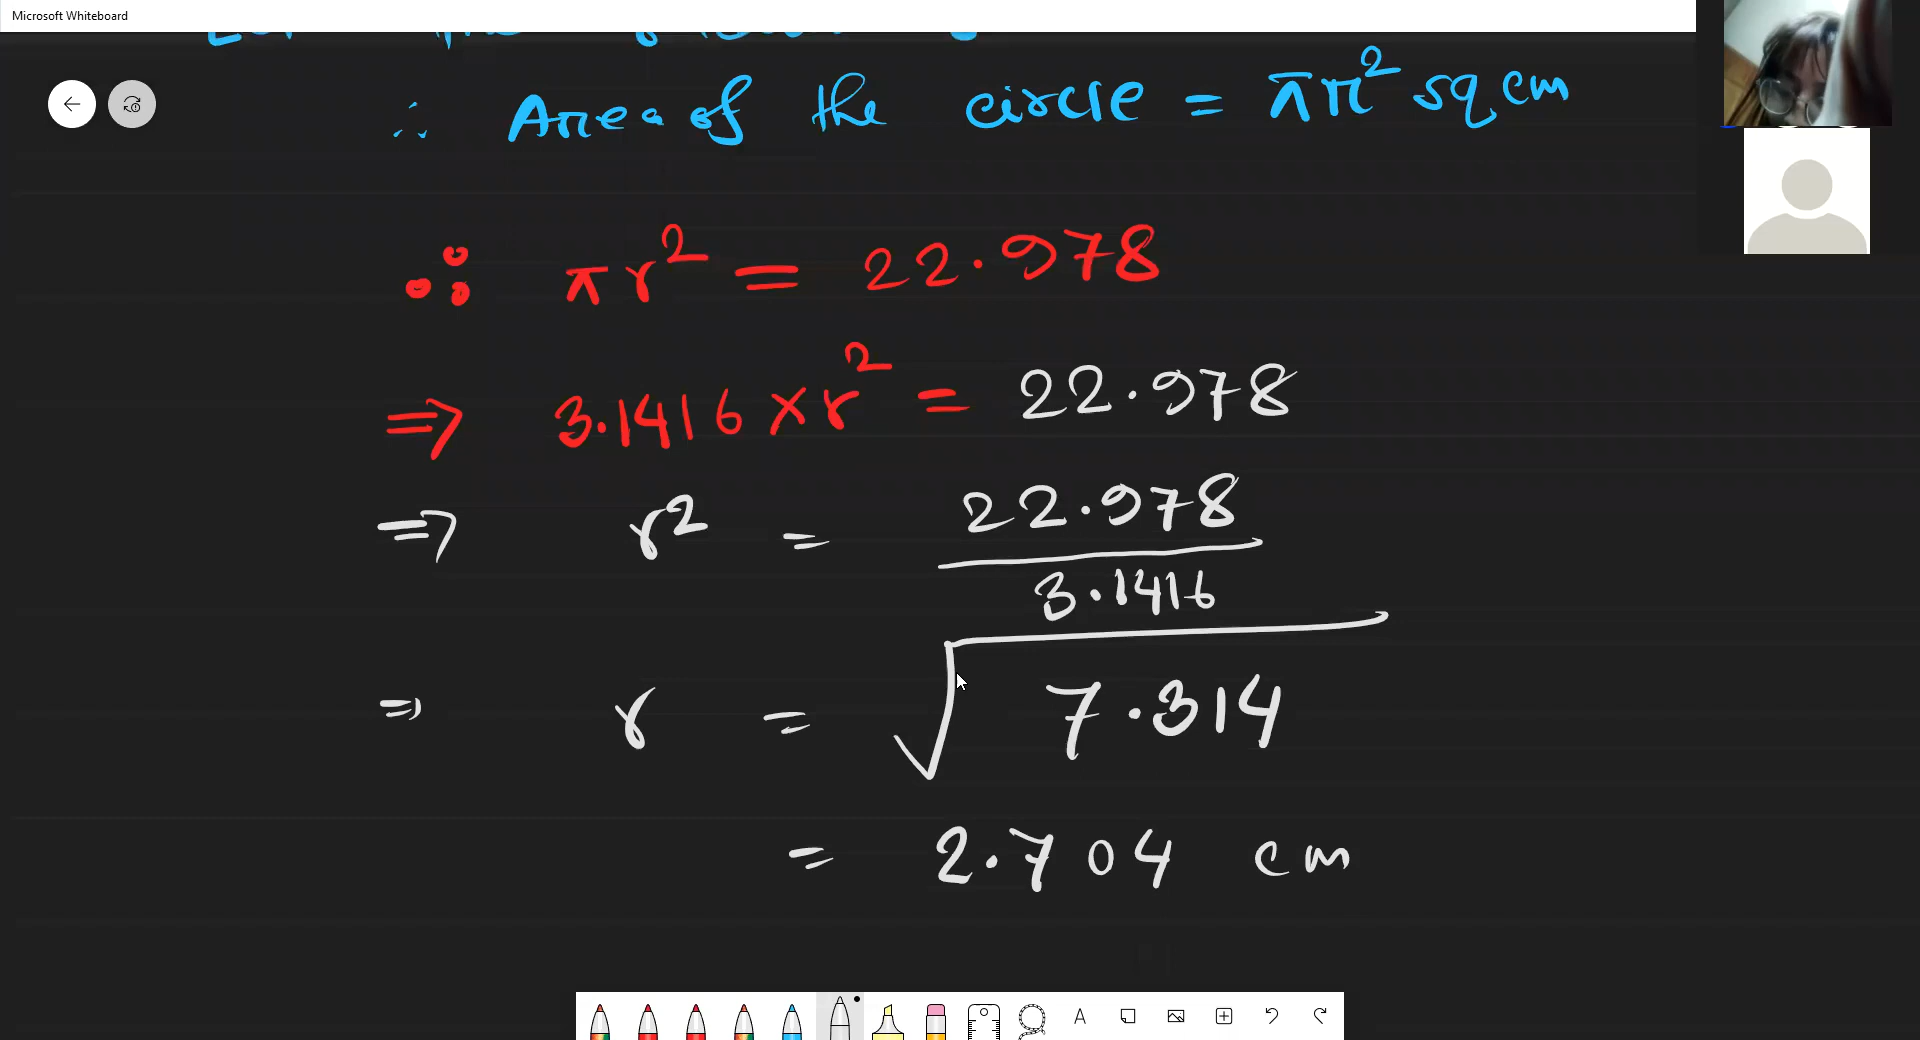 Microsoft Whiteboard
∴ Area of the circle = πr² sq cm
∴ πr² = 22.978
⇒ 3.1416 × r² = 22.978
⇒ r² = 22.978 / 3.1416
⇒ r = √7.314
= 2.704 cm